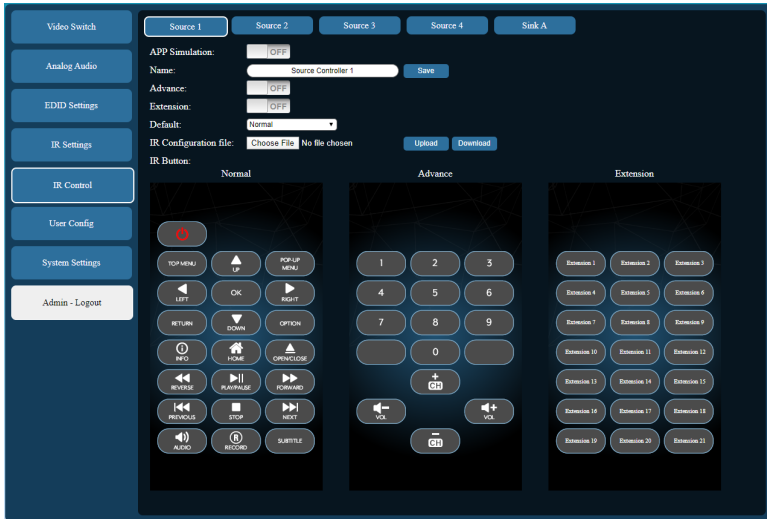 Video Switch
Analog Audio
EDID Settings
IR Settings
IR Control
User Config
System Settings
Admin - Logout
Source 1 Source 2 Source 3 Source 4 Sink A
APP Simulation: OFF
Name: Source Controller 1 Save
Advance: OFF
Extension: OFF
Default: Normal
IR Configuration file: Choose File No file chosen Upload Download
IR Button:
Normal
TOP MENU UP POP-UP MENU
LEFT OK RIGHT
RETURN DOWN OPTION
INFO HOME OPEN/CLOSE
REVERSE PLAY/PAUSE FORWARD
PREVIOUS STOP NEXT
AUDIO R RECORD SUBTITLE
Advance
1 2 3
4 5 6
7 8 9
0
+ CH
VOL VOL
CH
Extension
Extension 1 Extension 2 Extension 3
Extension 4 Extension 5 Extension 6
Extension 7 Extension 8 Extension 9
Extension 10 Extension 11 Extension 12
Extension 13 Extension 14 Extension 15
Extension 16 Extension 17 Extension 18
Extension 19 Extension 20 Extension 21